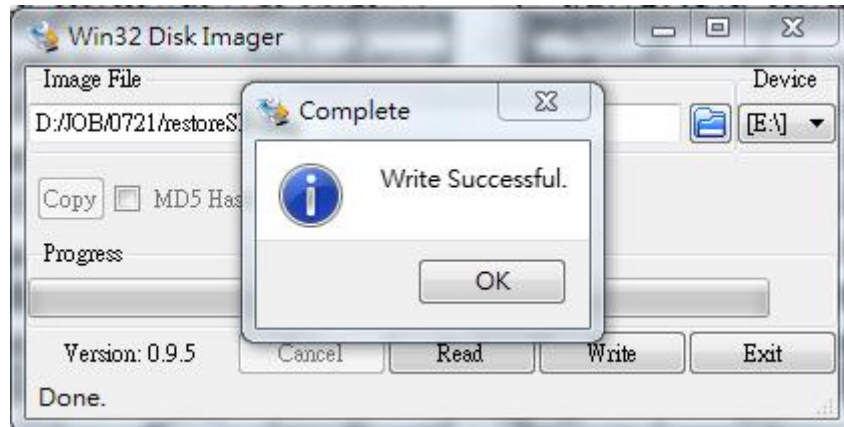 Win32 Disk Imager
Image File
Device
D:/JOB/0721/restoreS
[E:\]
Complete
Write Successful.
OK
Copy
MD5 Has
Progress
Version: 0.9.5
Cancel
Read
Write
Exit
Done.